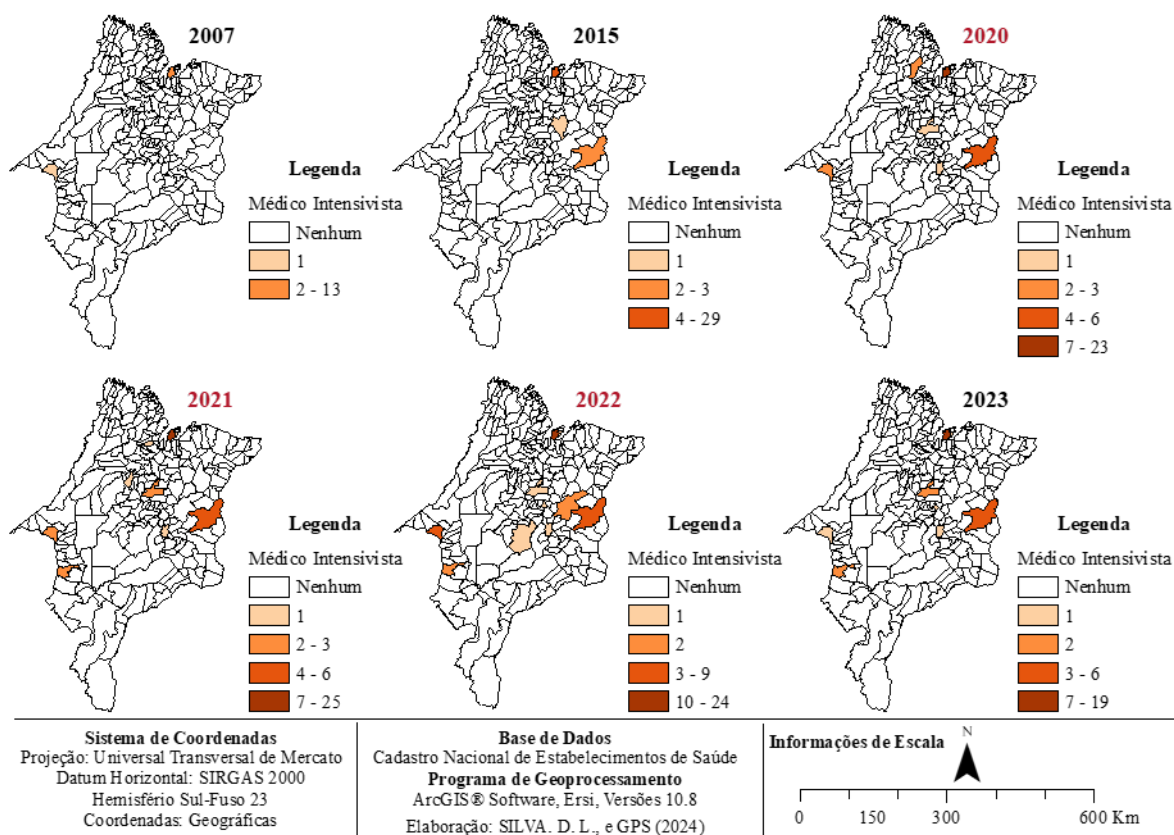 2007
Legenda
Médico Intensivista
Nenhum
1
2 - 13
2015
Legenda
Médico Intensivista
Nenhum
1
2 - 3
4 - 29
2020
Legenda
Médico Intensivista
Nenhum
1
2 - 3
4 - 6
7 - 23
2021
Legenda
Médico Intensivista
Nenhum
1
2 - 3
4 - 6
7 - 25
2022
Legenda
Médico Intensivista
Nenhum
1
2
3 - 9
10 - 24
2023
Legenda
Médico Intensivista
Nenhum
1
2
3 - 6
7 - 19
Sistema de Coordenadas
Projeção: Universal Transversal de Mercato
Datum Horizontal: SIRGAS 2000
Hemisfério Sul-Fuso 23
Coordenadas: Geográficas
Base de Dados
Cadastro Nacional de Estabelecimentos de Saúde
Programa de Geoprocessamento
ArcGIS® Software, Ersi, Versões 10.8
Elaboração: SILVA. D. L., e GPS (2024)
Informações de Escala
N
0 150 300 600 Km